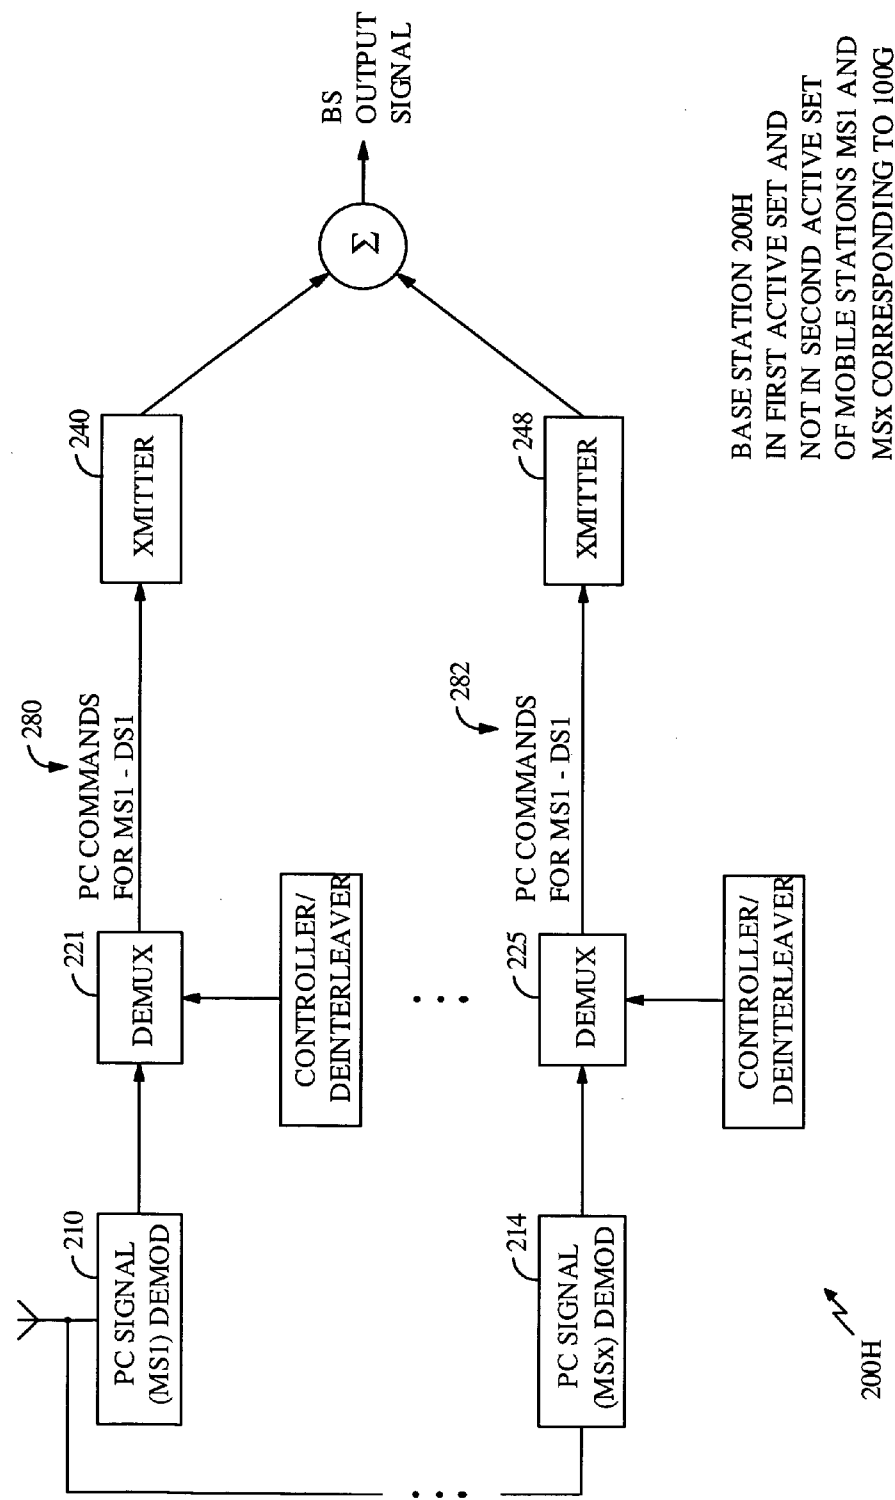 210
PC SIGNAL
(MS1) DEMOD
221
DEMUX
CONTROLLER/
DEINTERLEAVER
280
PC COMMANDS
FOR MS1 - DS1
240
XMITTER
Σ
BS
OUTPUT
SIGNAL
214
PC SIGNAL
(MSx) DEMOD
225
DEMUX
CONTROLLER/
DEINTERLEAVER
282
PC COMMANDS
FOR MS1 - DS1
248
XMITTER
200H
BASE STATION 200H
IN FIRST ACTIVE SET AND
NOT IN SECOND ACTIVE SET
OF MOBILE STATIONS MS1 AND
MSx CORRESPONDING TO 100G